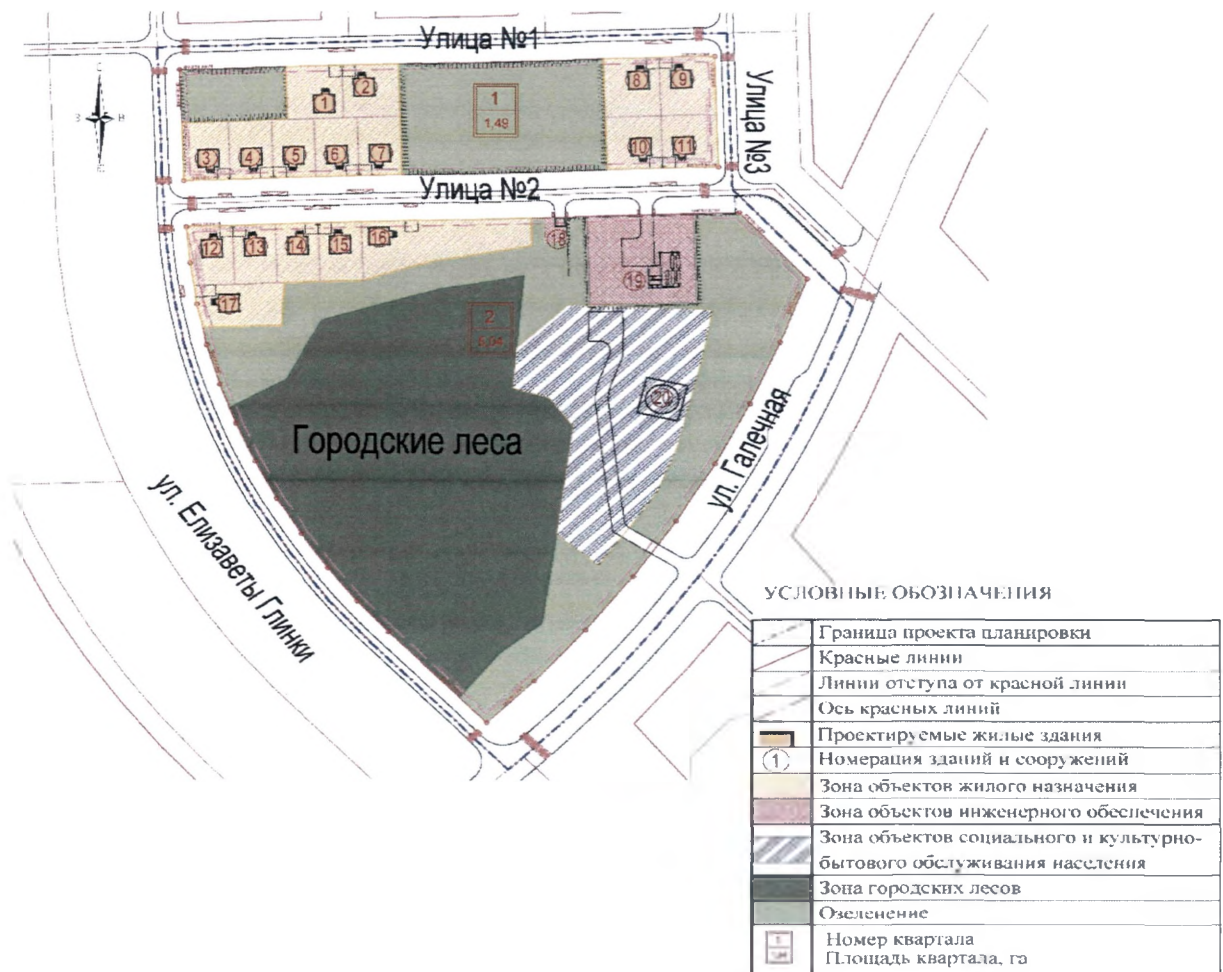 Улица №1
Улица №3
1
1,49
1
2
8
9
3
4
5
6
7
10
11
С
В
Улица №2
12
13
14
15
16
18
17
19
2
20
Городские леса
ул. Галечная
ул. Елизаветы Глинки
УСЛОВНЫЕ ОБОЗНАЧЕНИЯ
Граница проекта планировки
Красные линии
Линии отступа от красной линии
Ось красных линий
Проектируемые жилые здания
1 Номерация зданий и сооружений
Зона объектов жилого назначения
Зона объектов инженерного обеспечения
Зона объектов социального и культурно-
бытового обслуживания населения
Зона городских лесов
Озеленение
Номер квартала
Площадь квартала, га